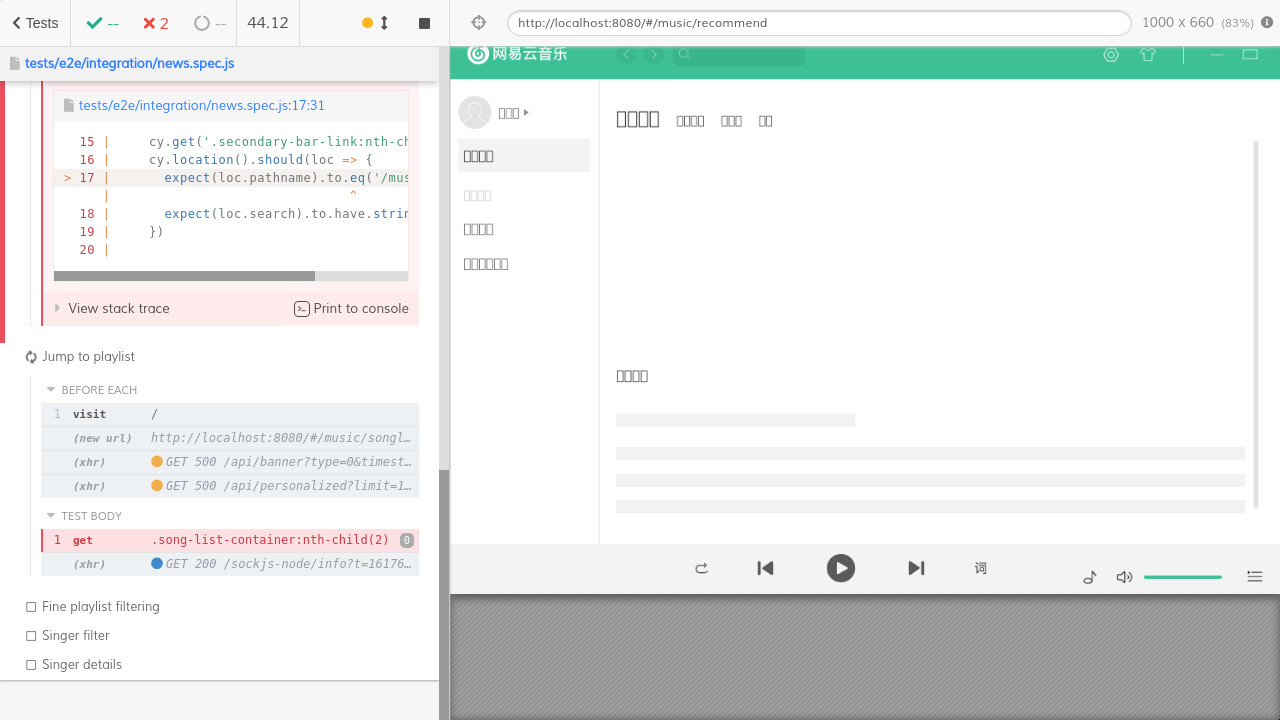 Tests
--
2
--
44.12
http://localhost:8080/#/music/recommend
1000 x 660 (83%)
tests/e2e/integration/news.spec.js
tests/e2e/integration/news.spec.js:17:31
15 | cy.get('.secondary-bar-link:nth-ch
16 | cy.location().should(loc => {
> 17 | expect(loc.pathname).to.eq('/mus
| ^
18 | expect(loc.search).to.have.strin
19 | })
20 |
View stack trace
Print to console
Jump to playlist
BEFORE EACH
1 visit /
(new url) http://localhost:8080/#/music/songl…
(xhr) GET 500 /api/banner?type=0&timest…
(xhr) GET 500 /api/personalized?limit=1…
TEST BODY
1 get .song-list-container:nth-child(2) 0
(xhr) GET 200 /sockjs-node/info?t=16176…
Fine playlist filtering
Singer filter
Singer details
网易云音乐
词